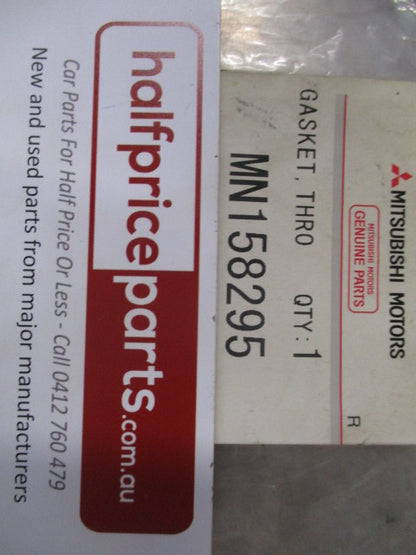 MITSUBISHI MOTORS
MITSUBISHI MOTORS
GENUINE PARTS
R
GASKET, THRO QTY: 1
MN158295
halfpriceparts.com.au
Car Parts For Half Price Or Less - Call 0412 760 479
New and used parts from major manufacturers